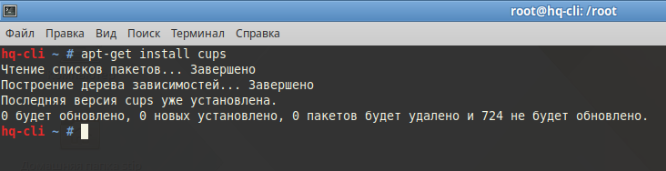 root@hq-cli: /root
Файл Правка Вид Поиск Терминал Справка
hq-cli ~ # apt-get install cups
Чтение списков пакетов... Завершено
Построение дерева зависимостей... Завершено
Последняя версия cups уже установлена.
0 будет обновлено, 0 новых установлено, 0 пакетов будет удалено и 724 не будет обновлено.
hq-cli ~ #